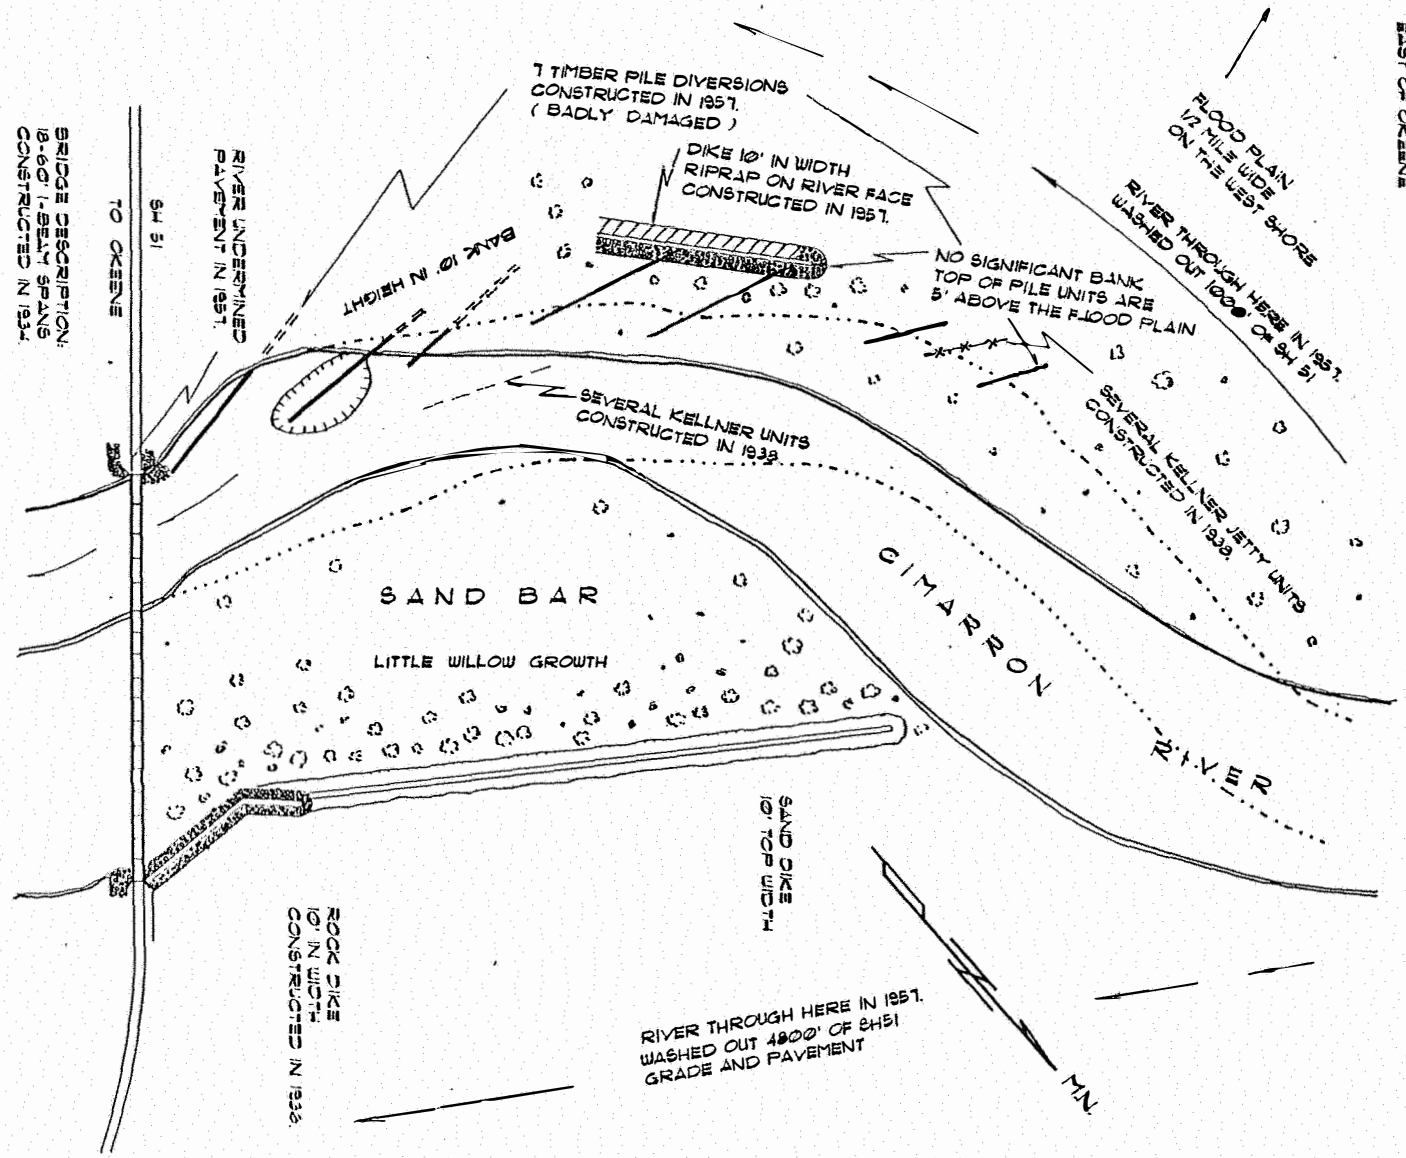 7 TIMBER PILE DIVERSIONS
CONSTRUCTED IN 1957.
( BADLY DAMAGED )
DIKE 10' IN WIDTH
RIPRAP ON RIVER FACE
CONSTRUCTED IN 1957.
FLOOD PLAIN
1/2 MILE WIDE
ON THE WEST SHORE
RIVER THROUGH HERE IN 1957.
WASHED OUT 1000' OF SH 51
EAST OF OKEENE
BRIDGE DESCRIPTION:
18-60' I-BEAM SPANS
CONSTRUCTED IN 1934.
SH 51
TO OKEENE
RIVER UNDERMINED
PAVEMENT IN 1957.
BANK 10' IN HEIGHT
NO SIGNIFICANT BANK
TOP OF PILE UNITS ARE
5' ABOVE THE FLOOD PLAIN
SEVERAL KELLNER UNITS
CONSTRUCTED IN 1938
SEVERAL KELLNER JETTY UNITS
CONSTRUCTED IN 1938.
CIMARRON
RIVER
SAND BAR
LITTLE WILLOW GROWTH
SAND DIKE
10' TOP WIDTH
ROCK DIKE
10' IN WIDTH
CONSTRUCTED IN
RIVER THROUGH HERE IN 1957.
WASHED OUT 4800' OF SH51
GRADE AND PAVEMENT
M.N.